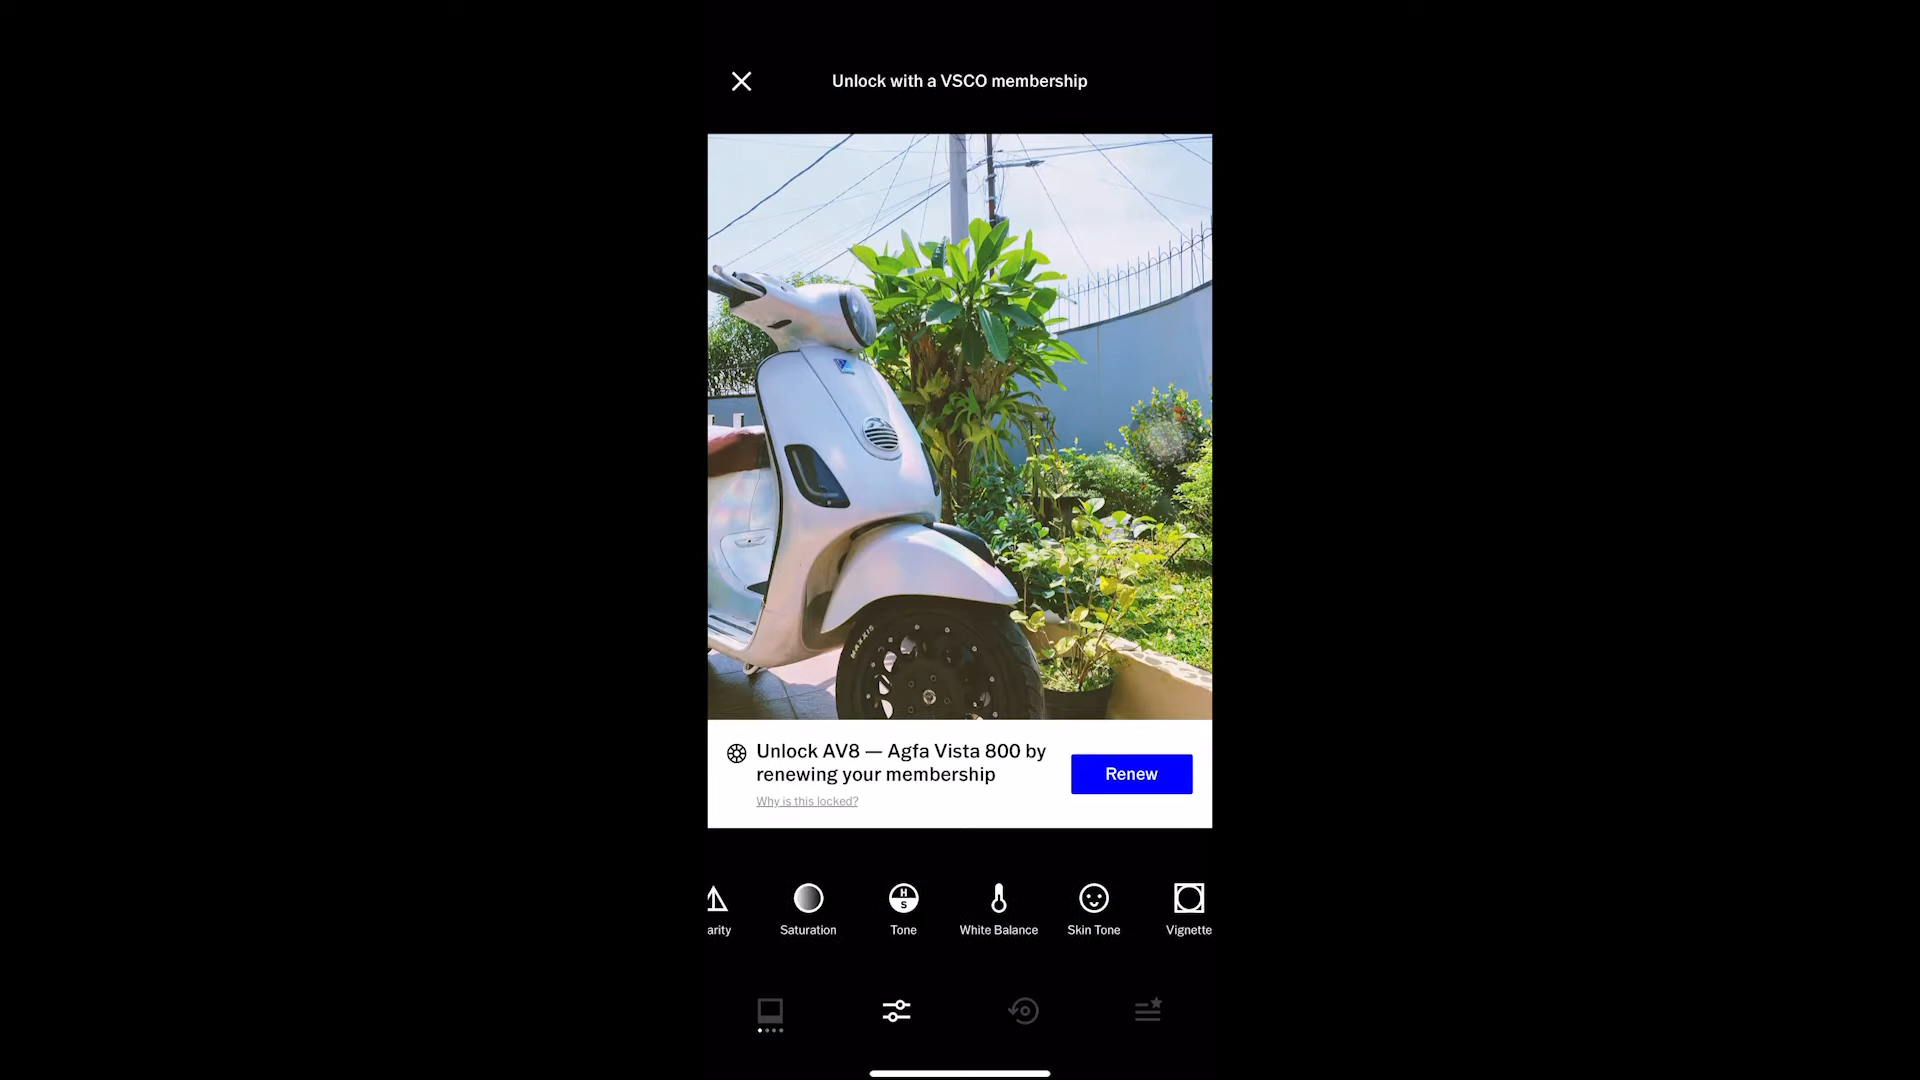 Unlock with a VSCO membership
MAXXIS
Unlock AV8 — Agfa Vista 800 by
renewing your membership
Renew
Why is this locked?
arity
Saturation
H
S
Tone
White Balance
Skin Tone
Vignette